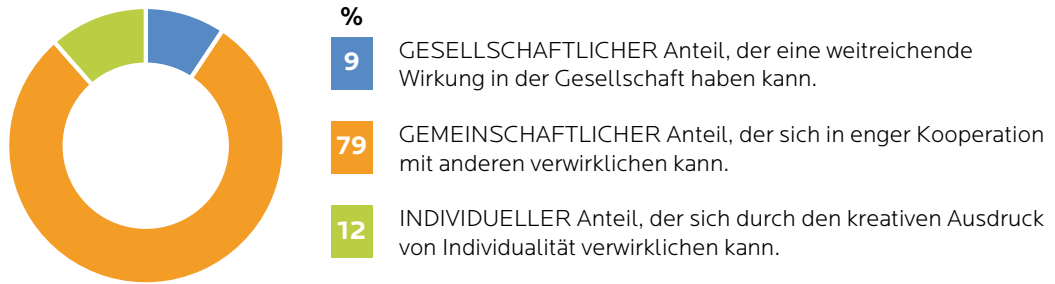 %
9
GESELLSCHAFTLICHER Anteil, der eine weitreichende
Wirkung in der Gesellschaft haben kann.
79
GEMEINSCHAFTLICHER Anteil, der sich in enger Kooperation
mit anderen verwirklichen kann.
12
INDIVIDUELLER Anteil, der sich durch den kreativen Ausdruck
von Individualität verwirklichen kann.